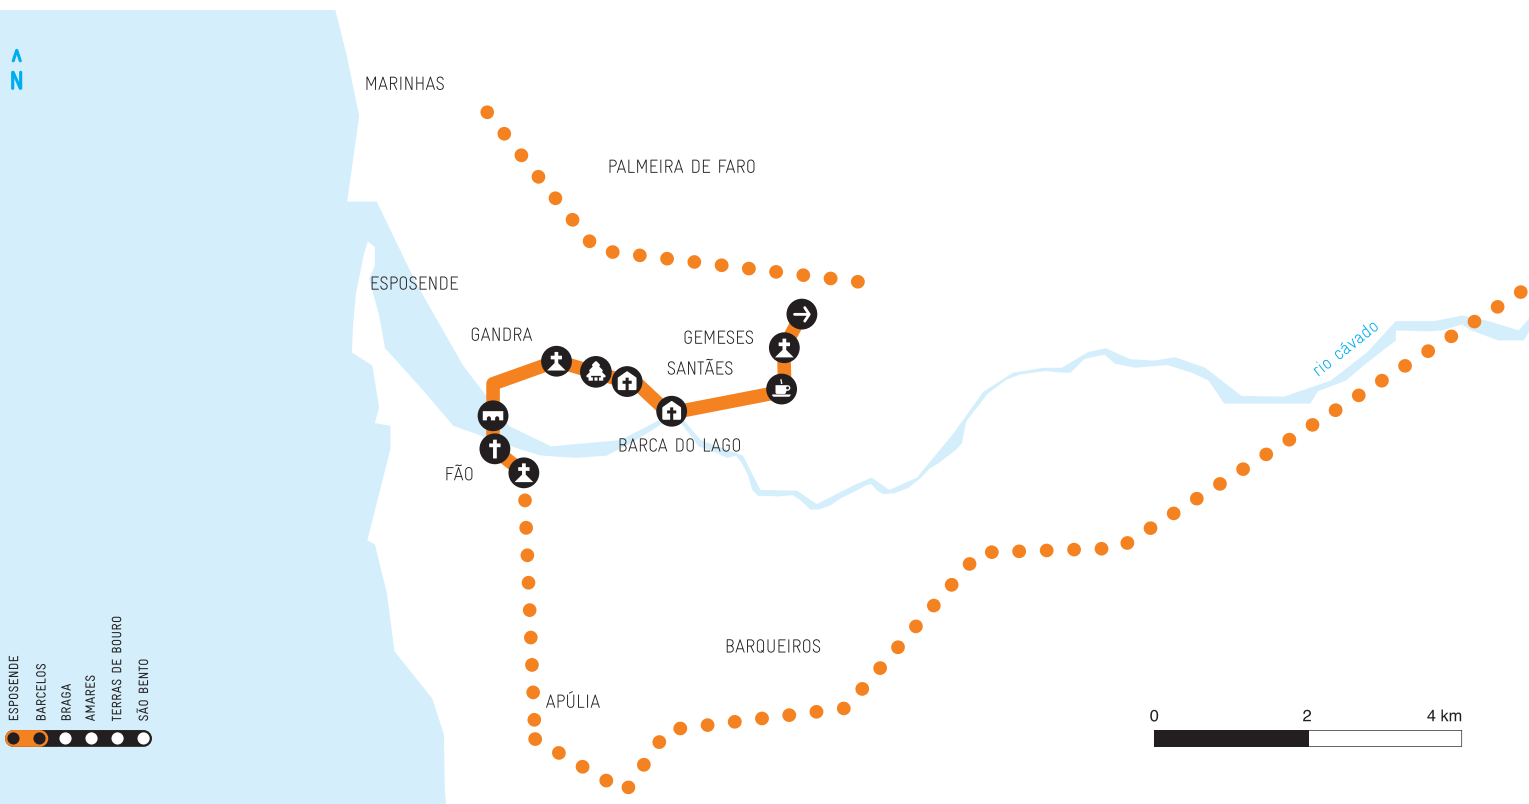 ^
N
MARINHAS
PALMEIRA DE FARO
ESPOSENDE
GANDRA
GEMESES
SANTÃES
rio cávado
BARCA DO LAGO
FÃO
BARQUEIROS
APÚLIA
ESPOSENDE
BARCELOS
BRAGA
AMARES
TERRAS DE BOURO
SÃO BENTO
0 2 4 km